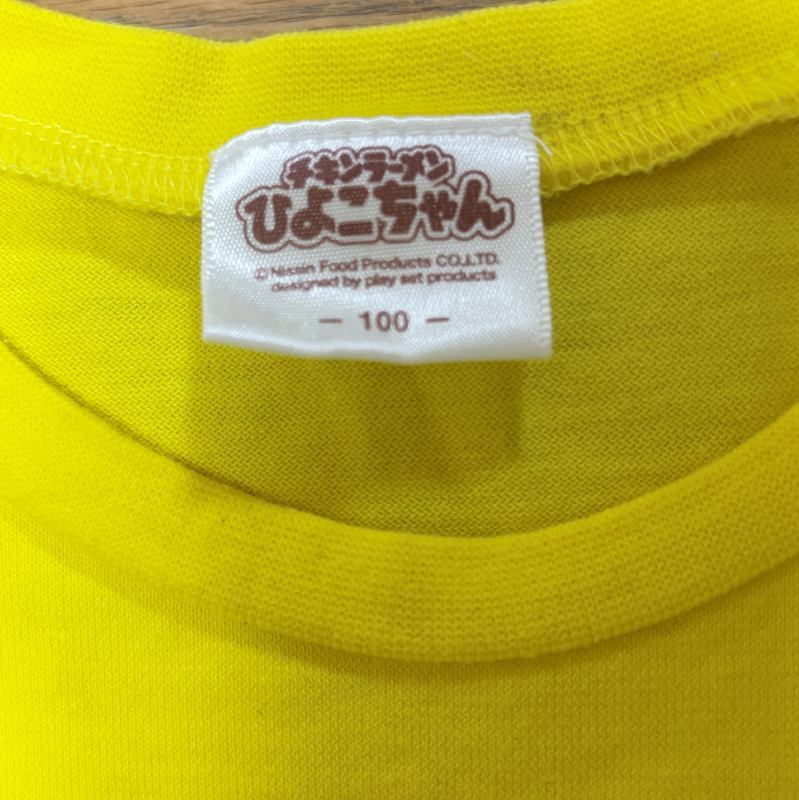 チキンラーメン
ひよこちゃん
© Nissin Food Products CO.,LTD.
designed by play set products
— 100 —